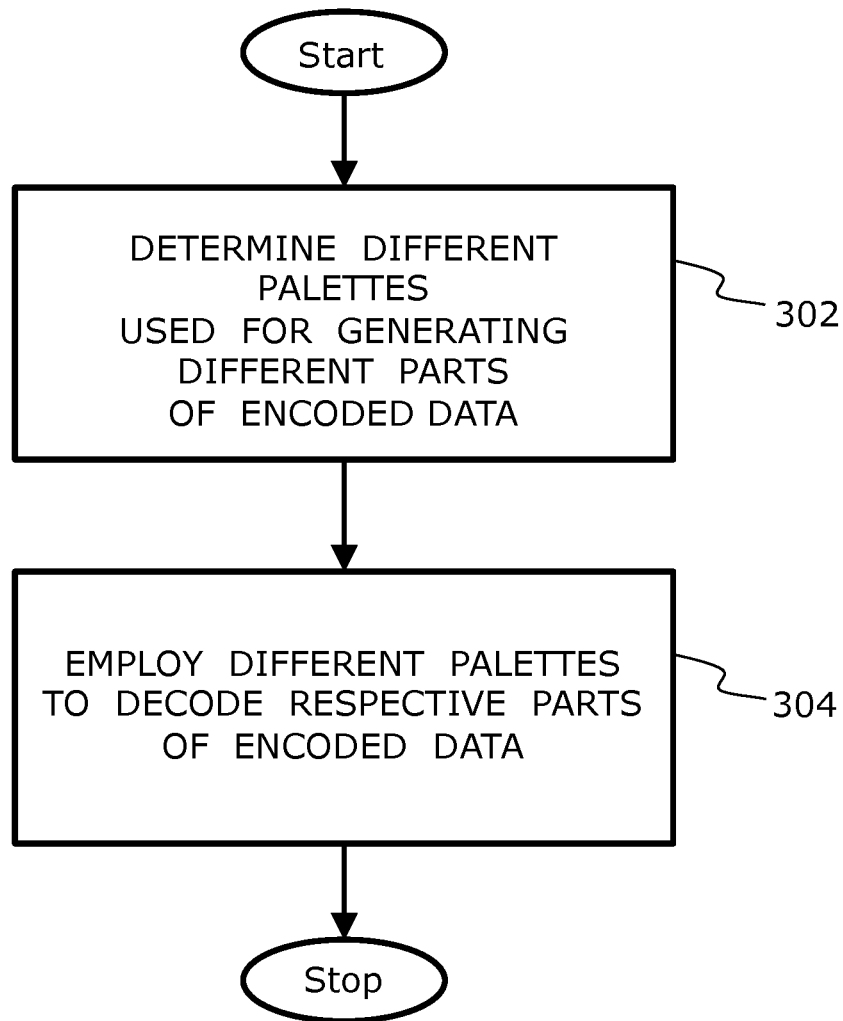 Start
DETERMINE DIFFERENT
PALETTES
USED FOR GENERATING
DIFFERENT PARTS
OF ENCODED DATA
302
EMPLOY DIFFERENT PALETTES
TO DECODE RESPECTIVE PARTS
OF ENCODED DATA
304
Stop